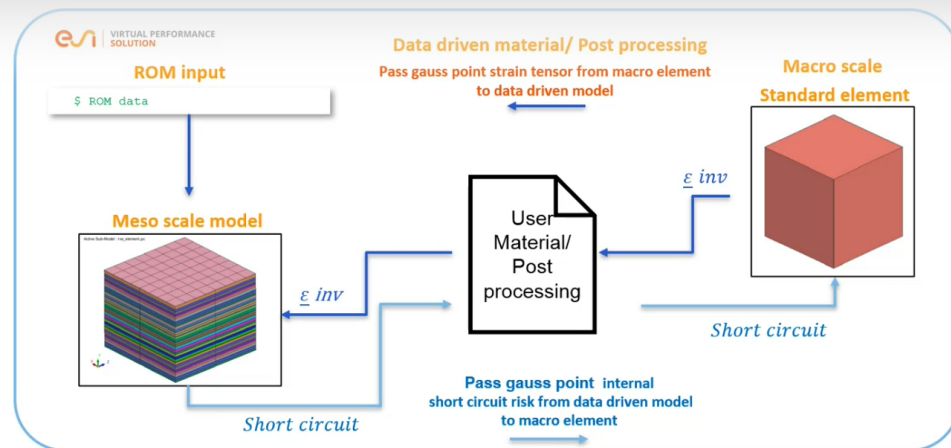 esi
VIRTUAL PERFORMANCE
SOLUTION
Data driven material/ Post processing
Pass gauss point strain tensor from macro element
to data driven model
ROM input
$ ROM data
Macro scale
Standard element
Meso scale model
User
Material/
Post
processing
ε inv
ε inv
Short circuit
Short circuit
Pass gauss point internal
short circuit risk from data driven model
to macro element